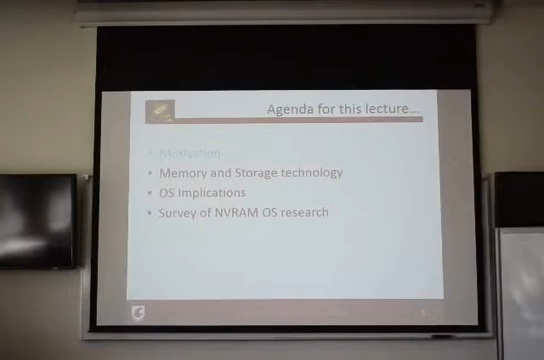 Agenda for this lecture...
• Motivation
• Memory and Storage technology
• OS Implications
• Survey of NVRAM OS research